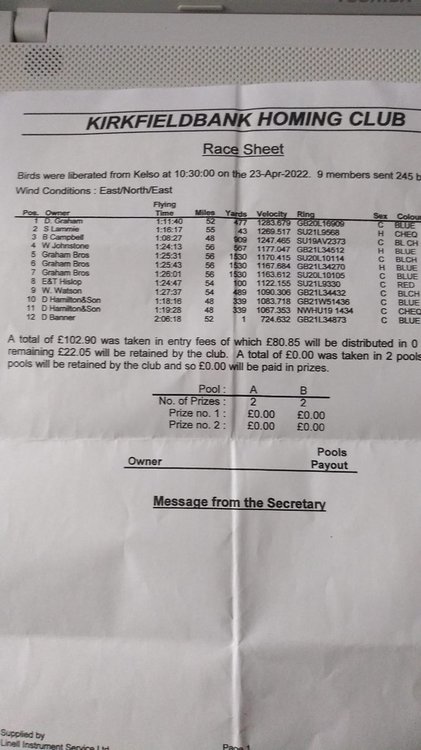 KIRKFIELDBANK HOMING CLUB
Race Sheet
Birds were liberated from Kelso at 10:30:00 on the 23-Apr-2022. 9 members sent 245 b
Wind Conditions : East/North/East
Pos. Owner Flying Time Miles Yards Velocity Ring Sex Colour
1 D. Graham 1:11:40 52 477 1283.679 GB20L16909 C BLUE
2 S Lammie 1:16:17 55 43 1269.517 SU21L9568 H CHEQ
3 B Campbell 1:08:27 48 909 1247.465 SU19AV2373 C BL CH
4 W Johnstone 1:24:13 56 567 1177.047 GB21L34512 H BLUE
5 Graham Bros 1:25:31 56 1530 1170.415 SU20L10114 C BLCH
6 Graham Bros 1:25:43 56 1530 1167.684 GB21L34270 H BLUE
7 Graham Bros 1:26:01 56 1530 1163.612 SU20L10105 C BLUE
8 E&T Hislop 1:24:47 54 100 1122.155 SU21L9330 C RED
9 W. Watson 1:27:37 54 489 1090.306 GB21L34432 C BLCH
10 D Hamilton&Son 1:18:16 48 339 1083.718 GB21W51436 C BLUE
11 D Hamilton&Son 1:19:28 48 339 1067.353 NWHU19 1434 C CHEQ
12 D Banner 2:06:18 52 1 724.632 GB21L34873 C BLUE
A total of £102.90 was taken in entry fees of which £80.85 will be distributed in 0
remaining £22.05 will be retained by the club. A total of £0.00 was taken in 2 pools
pools will be retained by the club and so £0.00 will be paid in prizes.
Pool : A B
No. of Prizes : 2 2
Prize no. 1 : £0.00 £0.00
Prize no. 2 : £0.00 £0.00
Owner Pools Payout
Message from the Secretary
Supplied by
Linell Instrument Service Ltd
Page 1